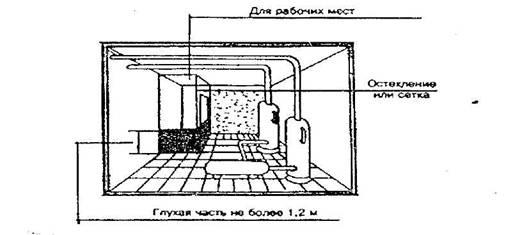 Для рабочих мест
Остекление
или сетка
Глухая часть не более 1,2 м